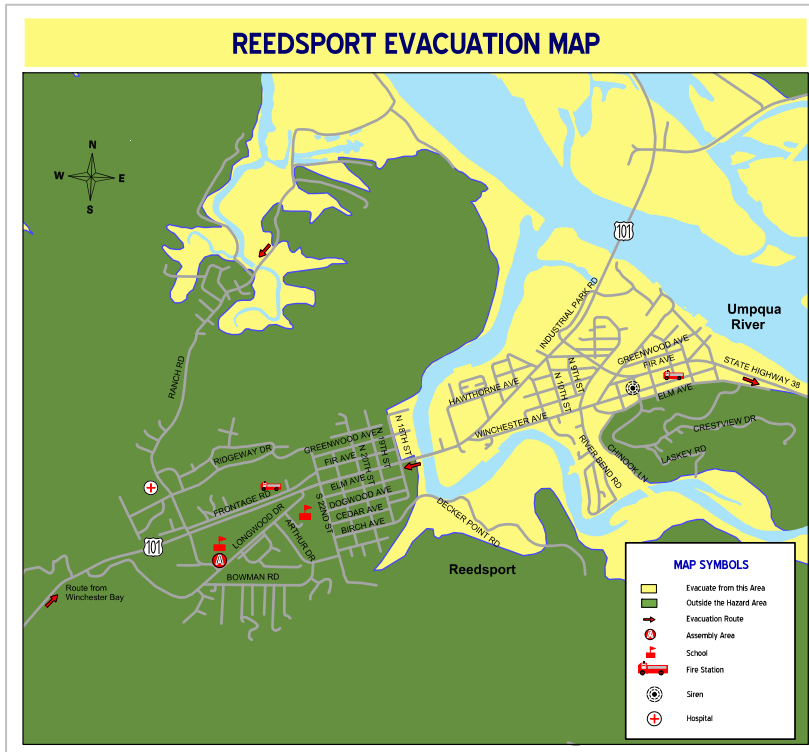 REEDSPORT EVACUATION MAP
N
W E
S
101
INDUSTRIAL PARK RD
Umpqua
River
GREENWOOD AVE
FIR AVE
STATE HIGHWAY 38
N 9TH ST
N 10TH ST
HAWTHORNE AVE
ELM AVE
WINCHESTER AVE
CRESTVIEW DR
LASKEY RD
CHINOOK LN
RIVER BEND RD
RANCH RD
N 18TH ST
N 19TH ST
N 20TH ST
GREENWOOD AVE
RIDGEWAY DR
FIR AVE
ELM AVE
DOGWOOD AVE
CEDAR AVE
BIRCH AVE
S 22ND ST
FRONTAGE RD
LONGWOOD DR
ARTHUR DR
DECKER POINT RD
101
A
BOWMAN RD
Reedsport
Route from
Winchester Bay
MAP SYMBOLS
Evacuate from this Area
Outside the Hazard Area
Evacuation Route
A Assembly Area
School
Fire Station
Siren
Hospital